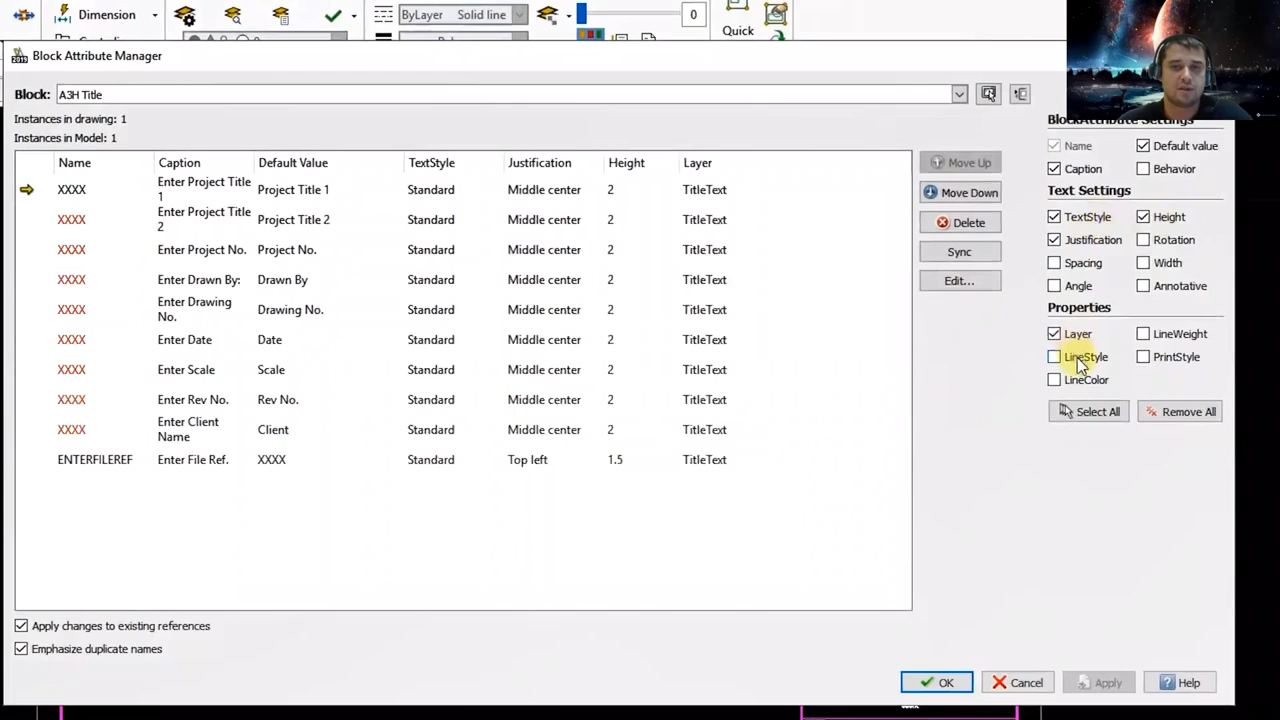 Dimension
ByLayer Solid line
0
Quick
Block Attribute Manager
Block: A3H Title
Instances in drawing: 1
Instances in Model: 1
Name Caption Default Value TextStyle Justification Height Layer
XXXX Enter Project Title 1 Project Title 1 Standard Middle center 2 TitleText
XXXX Enter Project Title 2 Project Title 2 Standard Middle center 2 TitleText
XXXX Enter Project No. Project No. Standard Middle center 2 TitleText
XXXX Enter Drawn By: Drawn By Standard Middle center 2 TitleText
XXXX Enter Drawing No. Drawing No. Standard Middle center 2 TitleText
XXXX Enter Date Date Standard Middle center 2 TitleText
XXXX Enter Scale Scale Standard Middle center 2 TitleText
XXXX Enter Rev No. Rev No. Standard Middle center 2 TitleText
XXXX Enter Client Name Client Standard Middle center 2 TitleText
ENTERFILEREF Enter File Ref. XXXX Standard Top left 1.5 TitleText
Move Up
Move Down
Delete
Sync
Edit...
BlockAttribute Settings
Name Default value
Caption Behavior
Text Settings
TextStyle Height
Justification Rotation
Spacing Width
Angle Annotative
Properties
Layer LineWeight
LineStyle PrintStyle
LineColor
Select All Remove All
Apply changes to existing references
Emphasize duplicate names
OK Cancel Apply Help